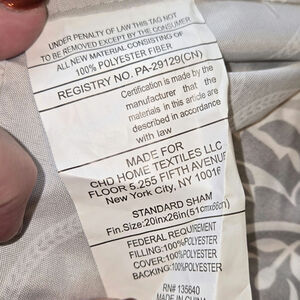 UNDER PENALTY OF LAW THIS TAG NOT
TO BE REMOVED EXCEPT BY THE CONSUMER
ALL NEW MATERIAL CONSISTING OF
100% POLYESTER FIBER
REGISTRY NO. PA-29129(CN)
Certification is made by the
manufacturer that the
materials in this article are
described in accordance
with law
MADE FOR
CHD HOME TEXTILES LLC
FLOOR 5,255 FIFTH AVENUE
New York City, NY 10016
STANDARD SHAM
Fin.Size:20inx26in(51cmx66cm)
FEDERAL REQUIREMENT
FILLING:100%POLYESTER
COVER:100%POLYESTER
BACKING:100%POLYESTER
RN# 135640